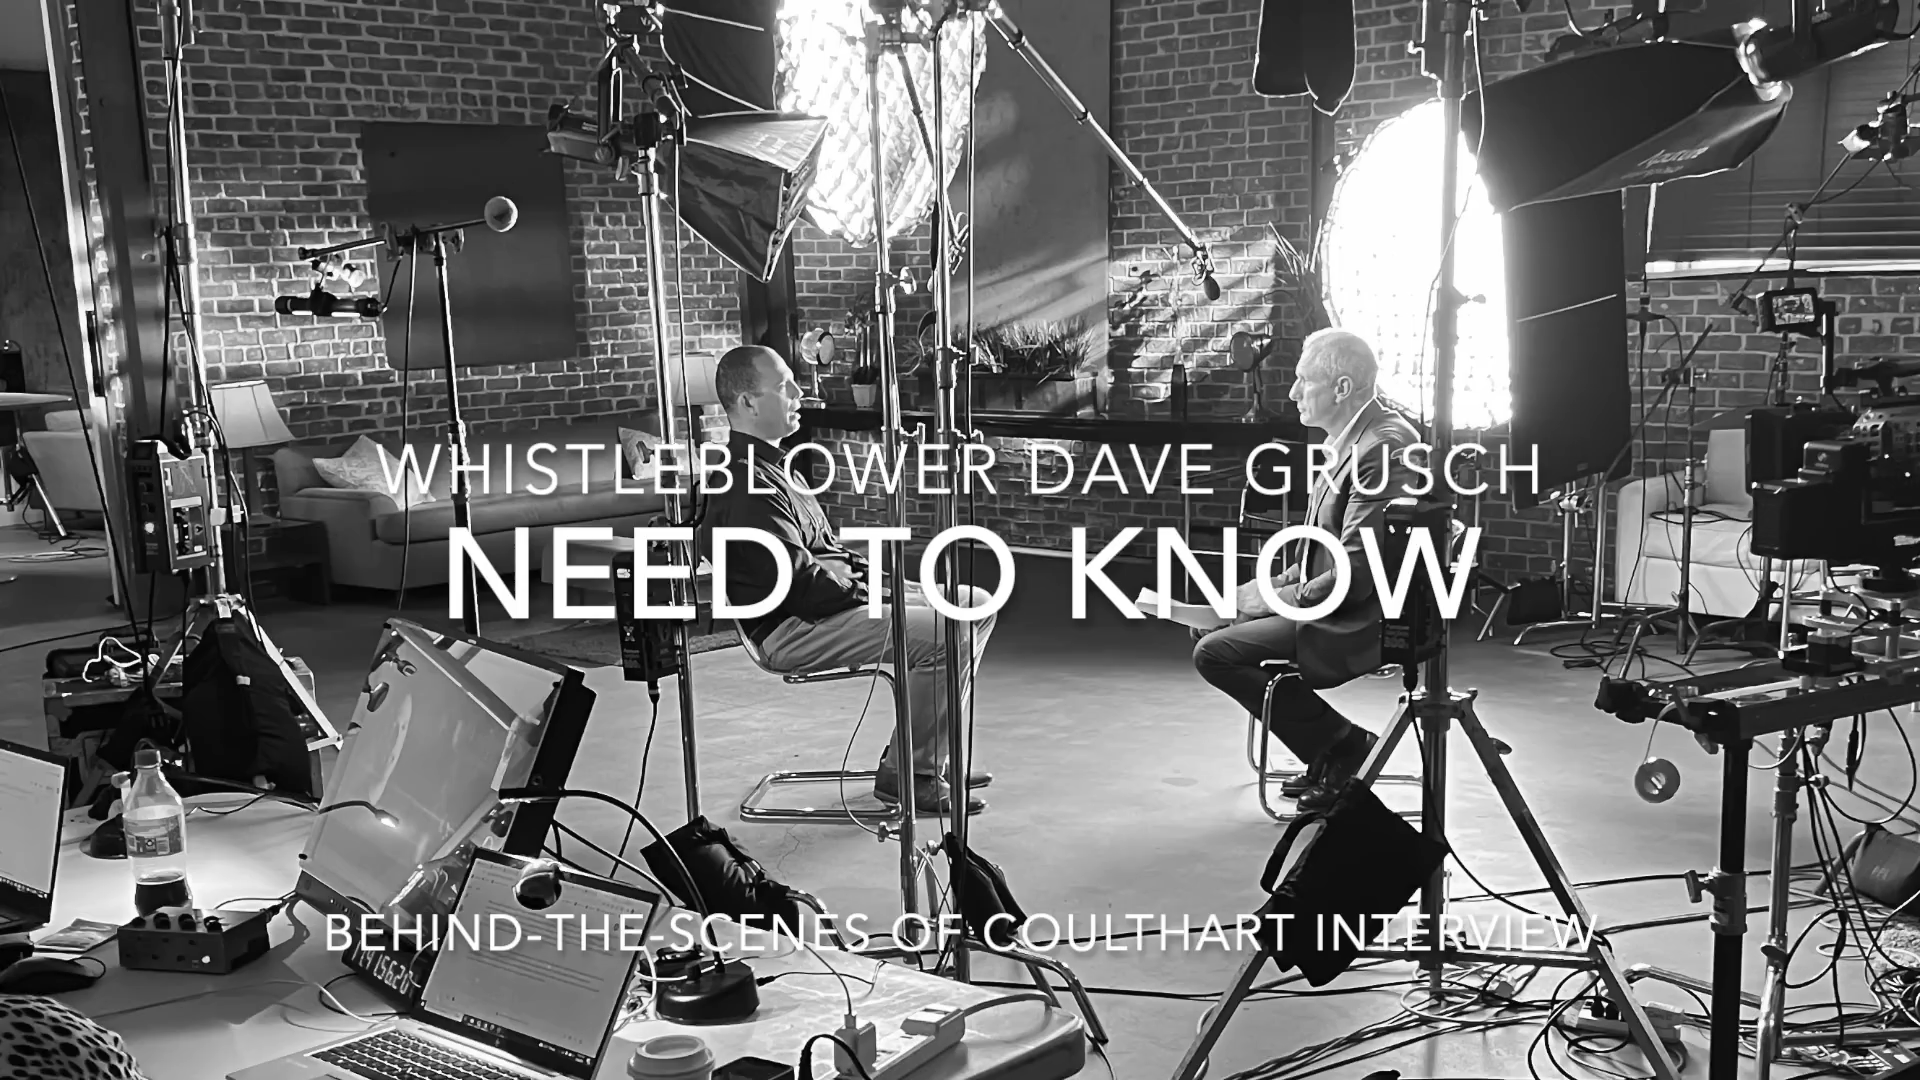 WHISTLEBLOWER DAVE GRUSCH
NEED TO KNOW
BEHIND-THE-SCENES OF COULTHART INTERVIEW